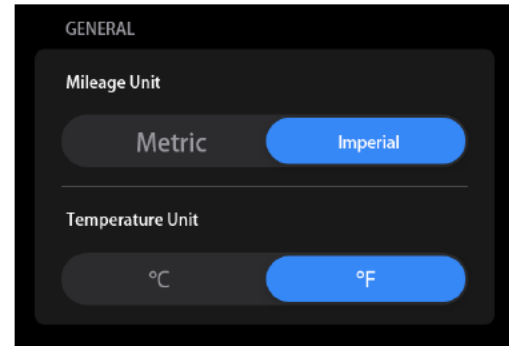 GENERAL
Mileage Unit
Metric Imperial
Temperature Unit
°C °F